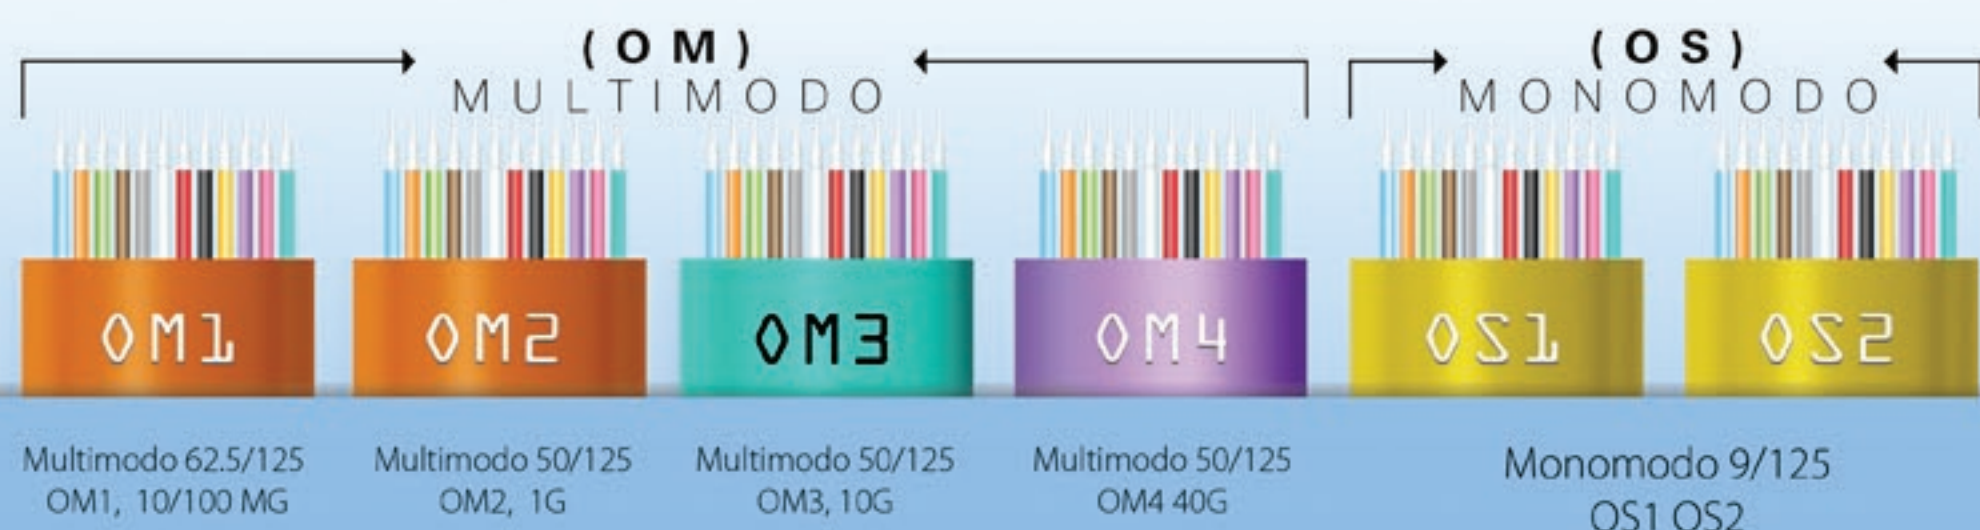 (OM)
MULTIMODO
(OS)
MONOMODO
OM1
OM2
OM3
OM4
OS1
OS2
Multimodo 62.5/125
OM1, 10/100 MG
Multimodo 50/125
OM2, 1G
Multimodo 50/125
OM3, 10G
Multimodo 50/125
OM4 40G
Monomodo 9/125
OS1 OS2